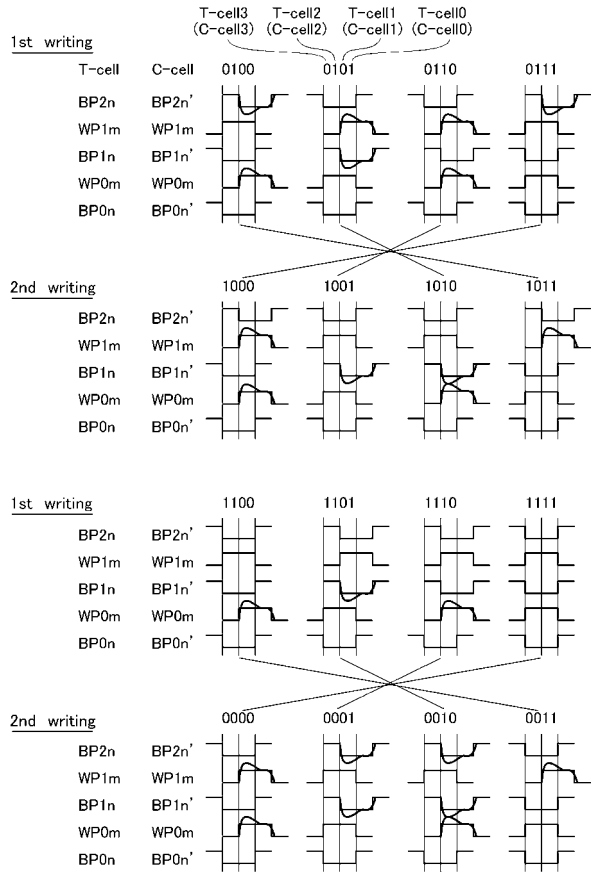 T-cell3 T-cell2 T-cell1 T-cell0
(C-cell3) (C-cell2) (C-cell1) (C-cell0)
1st writing
T-cell C-cell 0100 0101 0110 0111
BP2n BP2n'
WP1m WP1m
BP1n BP1n'
WP0m WP0m
BP0n BP0n'
2nd writing
1000 1001 1010 1011
BP2n BP2n'
WP1m WP1m
BP1n BP1n'
WP0m WP0m
BP0n BP0n'
1st writing
1100 1101 1110 1111
BP2n BP2n'
WP1m WP1m
BP1n BP1n'
WP0m WP0m
BP0n BP0n'
2nd writing
0000 0001 0010 0011
BP2n BP2n'
WP1m WP1m
BP1n BP1n'
WP0m WP0m
BP0n BP0n'